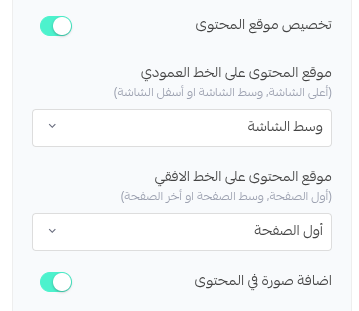 تخصيص موقع المحتوى
موقع المحتوى على الخط العمودي
(أعلى الشاشة, وسط الشاشة او أسفل الشاشة)
وسط الشاشة
موقع المحتوى على الخط الافقي
(أول الصفحة, وسط الصفحة او أخر الصفحة)
أول الصفحة
اضافة صورة في المحتوى